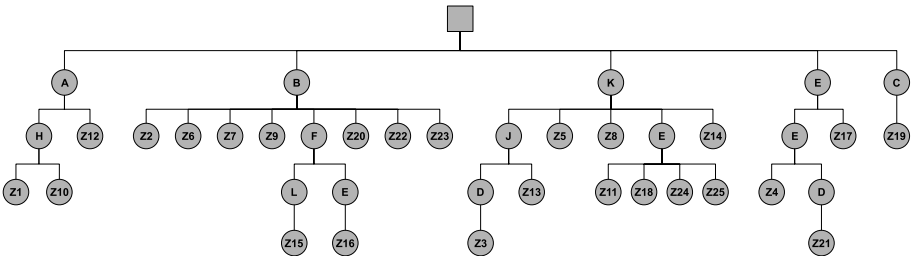 A B K E C
H Z12 Z2 Z6 Z7 Z9 F Z20 Z22 Z23 J Z5 Z8 E Z14 E Z17 Z19
Z1 Z10 L E D Z13 Z11 Z18 Z24 Z25 Z4 D
Z15 Z16 Z3 Z21